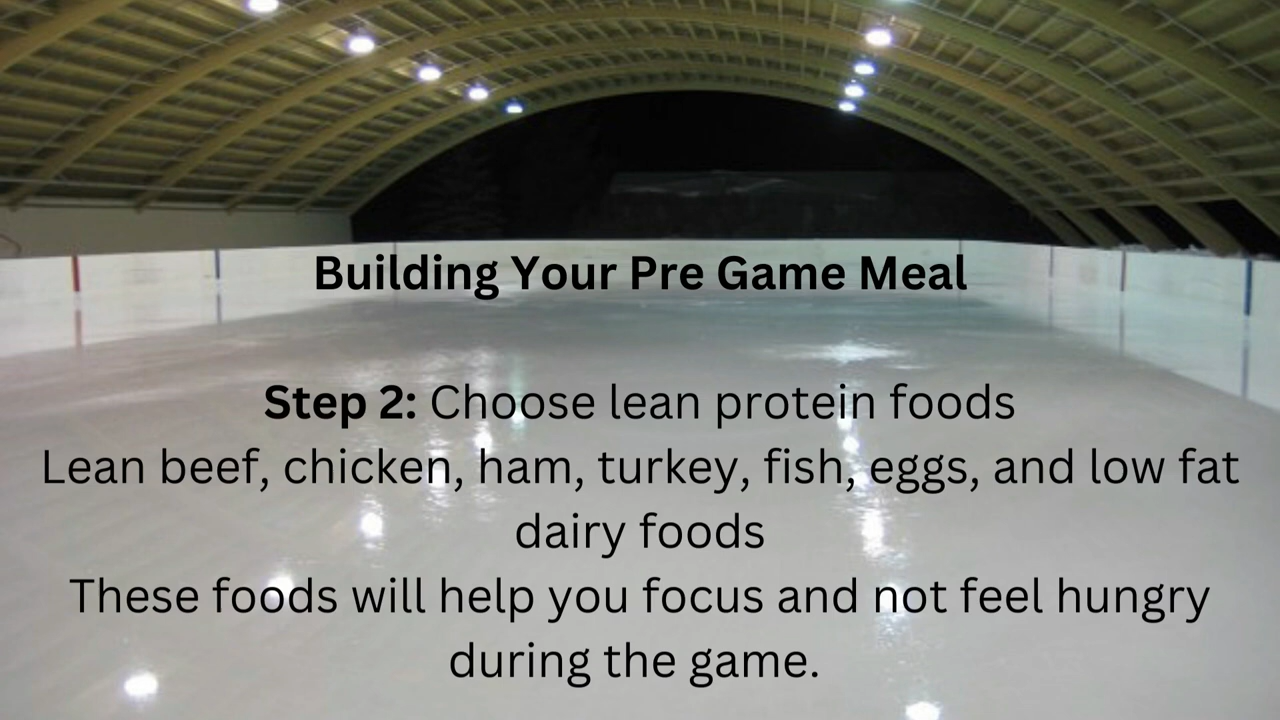 Building Your Pre Game Meal
Step 2: Choose lean protein foods
Lean beef, chicken, ham, turkey, fish, eggs, and low fat
dairy foods
These foods will help you focus and not feel hungry
during the game.